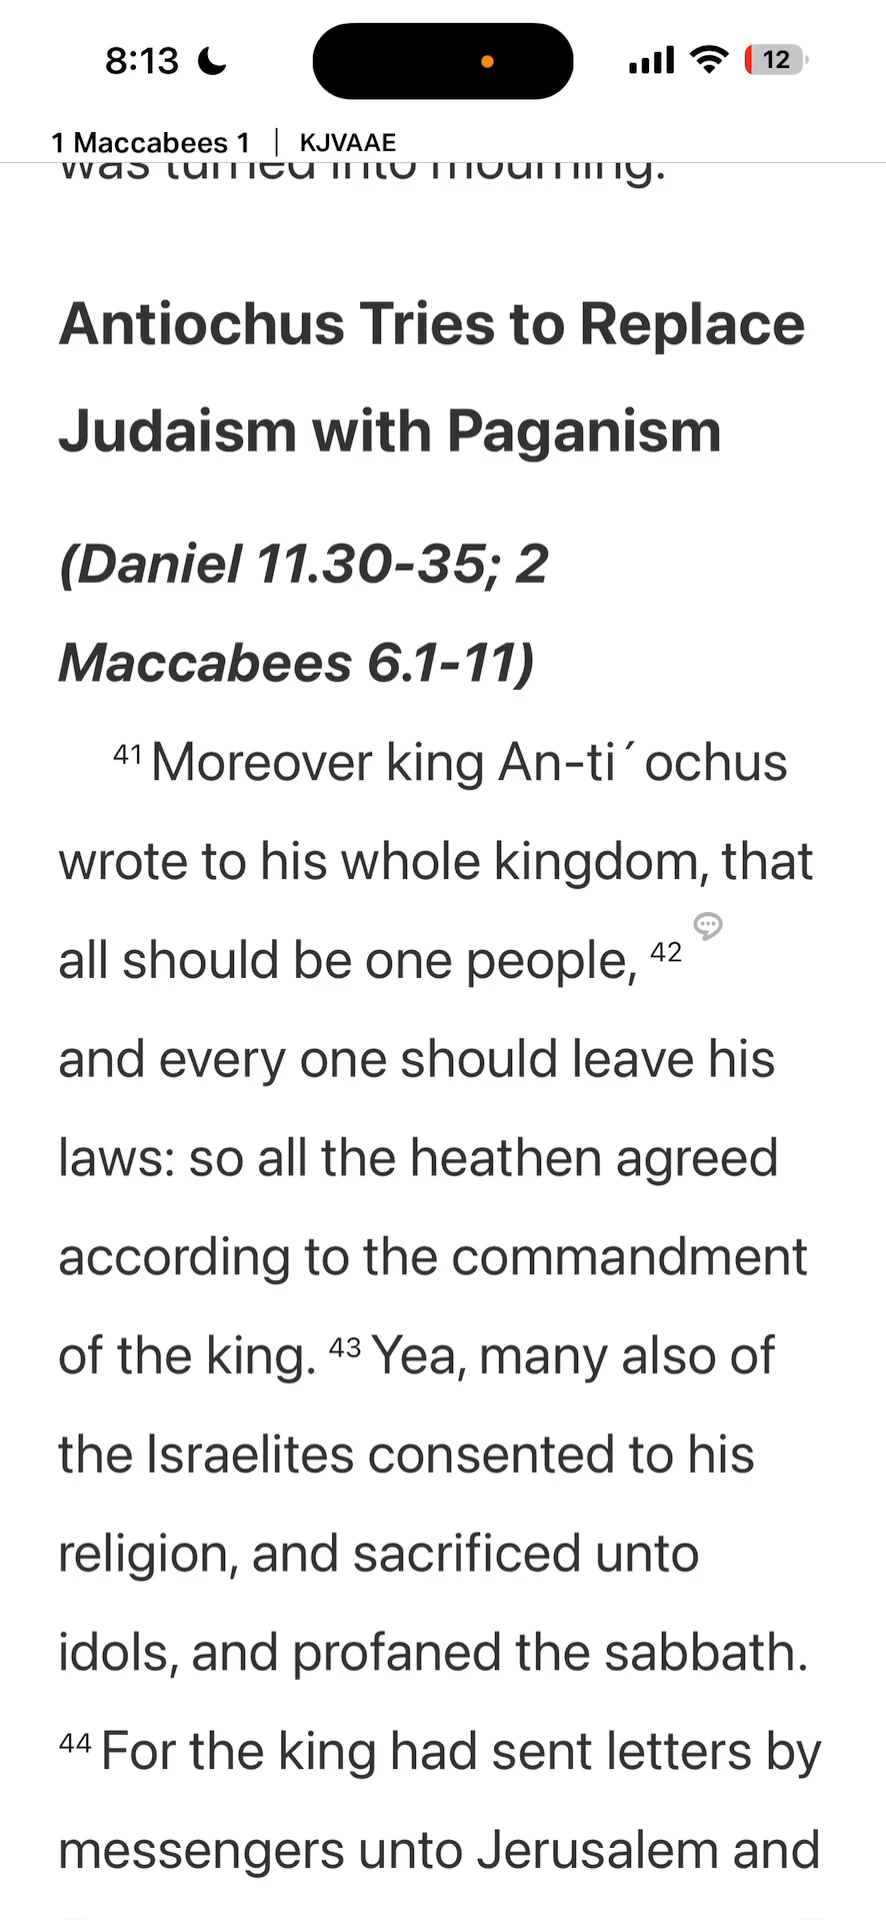 8:13
12
1 Maccabees 1 | KJVAAE
was turned into mourning.
Antiochus Tries to Replace
Judaism with Paganism
(Daniel 11.30-35; 2
Maccabees 6.1-11)
41 Moreover king An-ti´ochus
wrote to his whole kingdom, that
all should be one people, 42
and every one should leave his
laws: so all the heathen agreed
according to the commandment
of the king. 43 Yea, many also of
the Israelites consented to his
religion, and sacrificed unto
idols, and profaned the sabbath.
44 For the king had sent letters by
messengers unto Jerusalem and